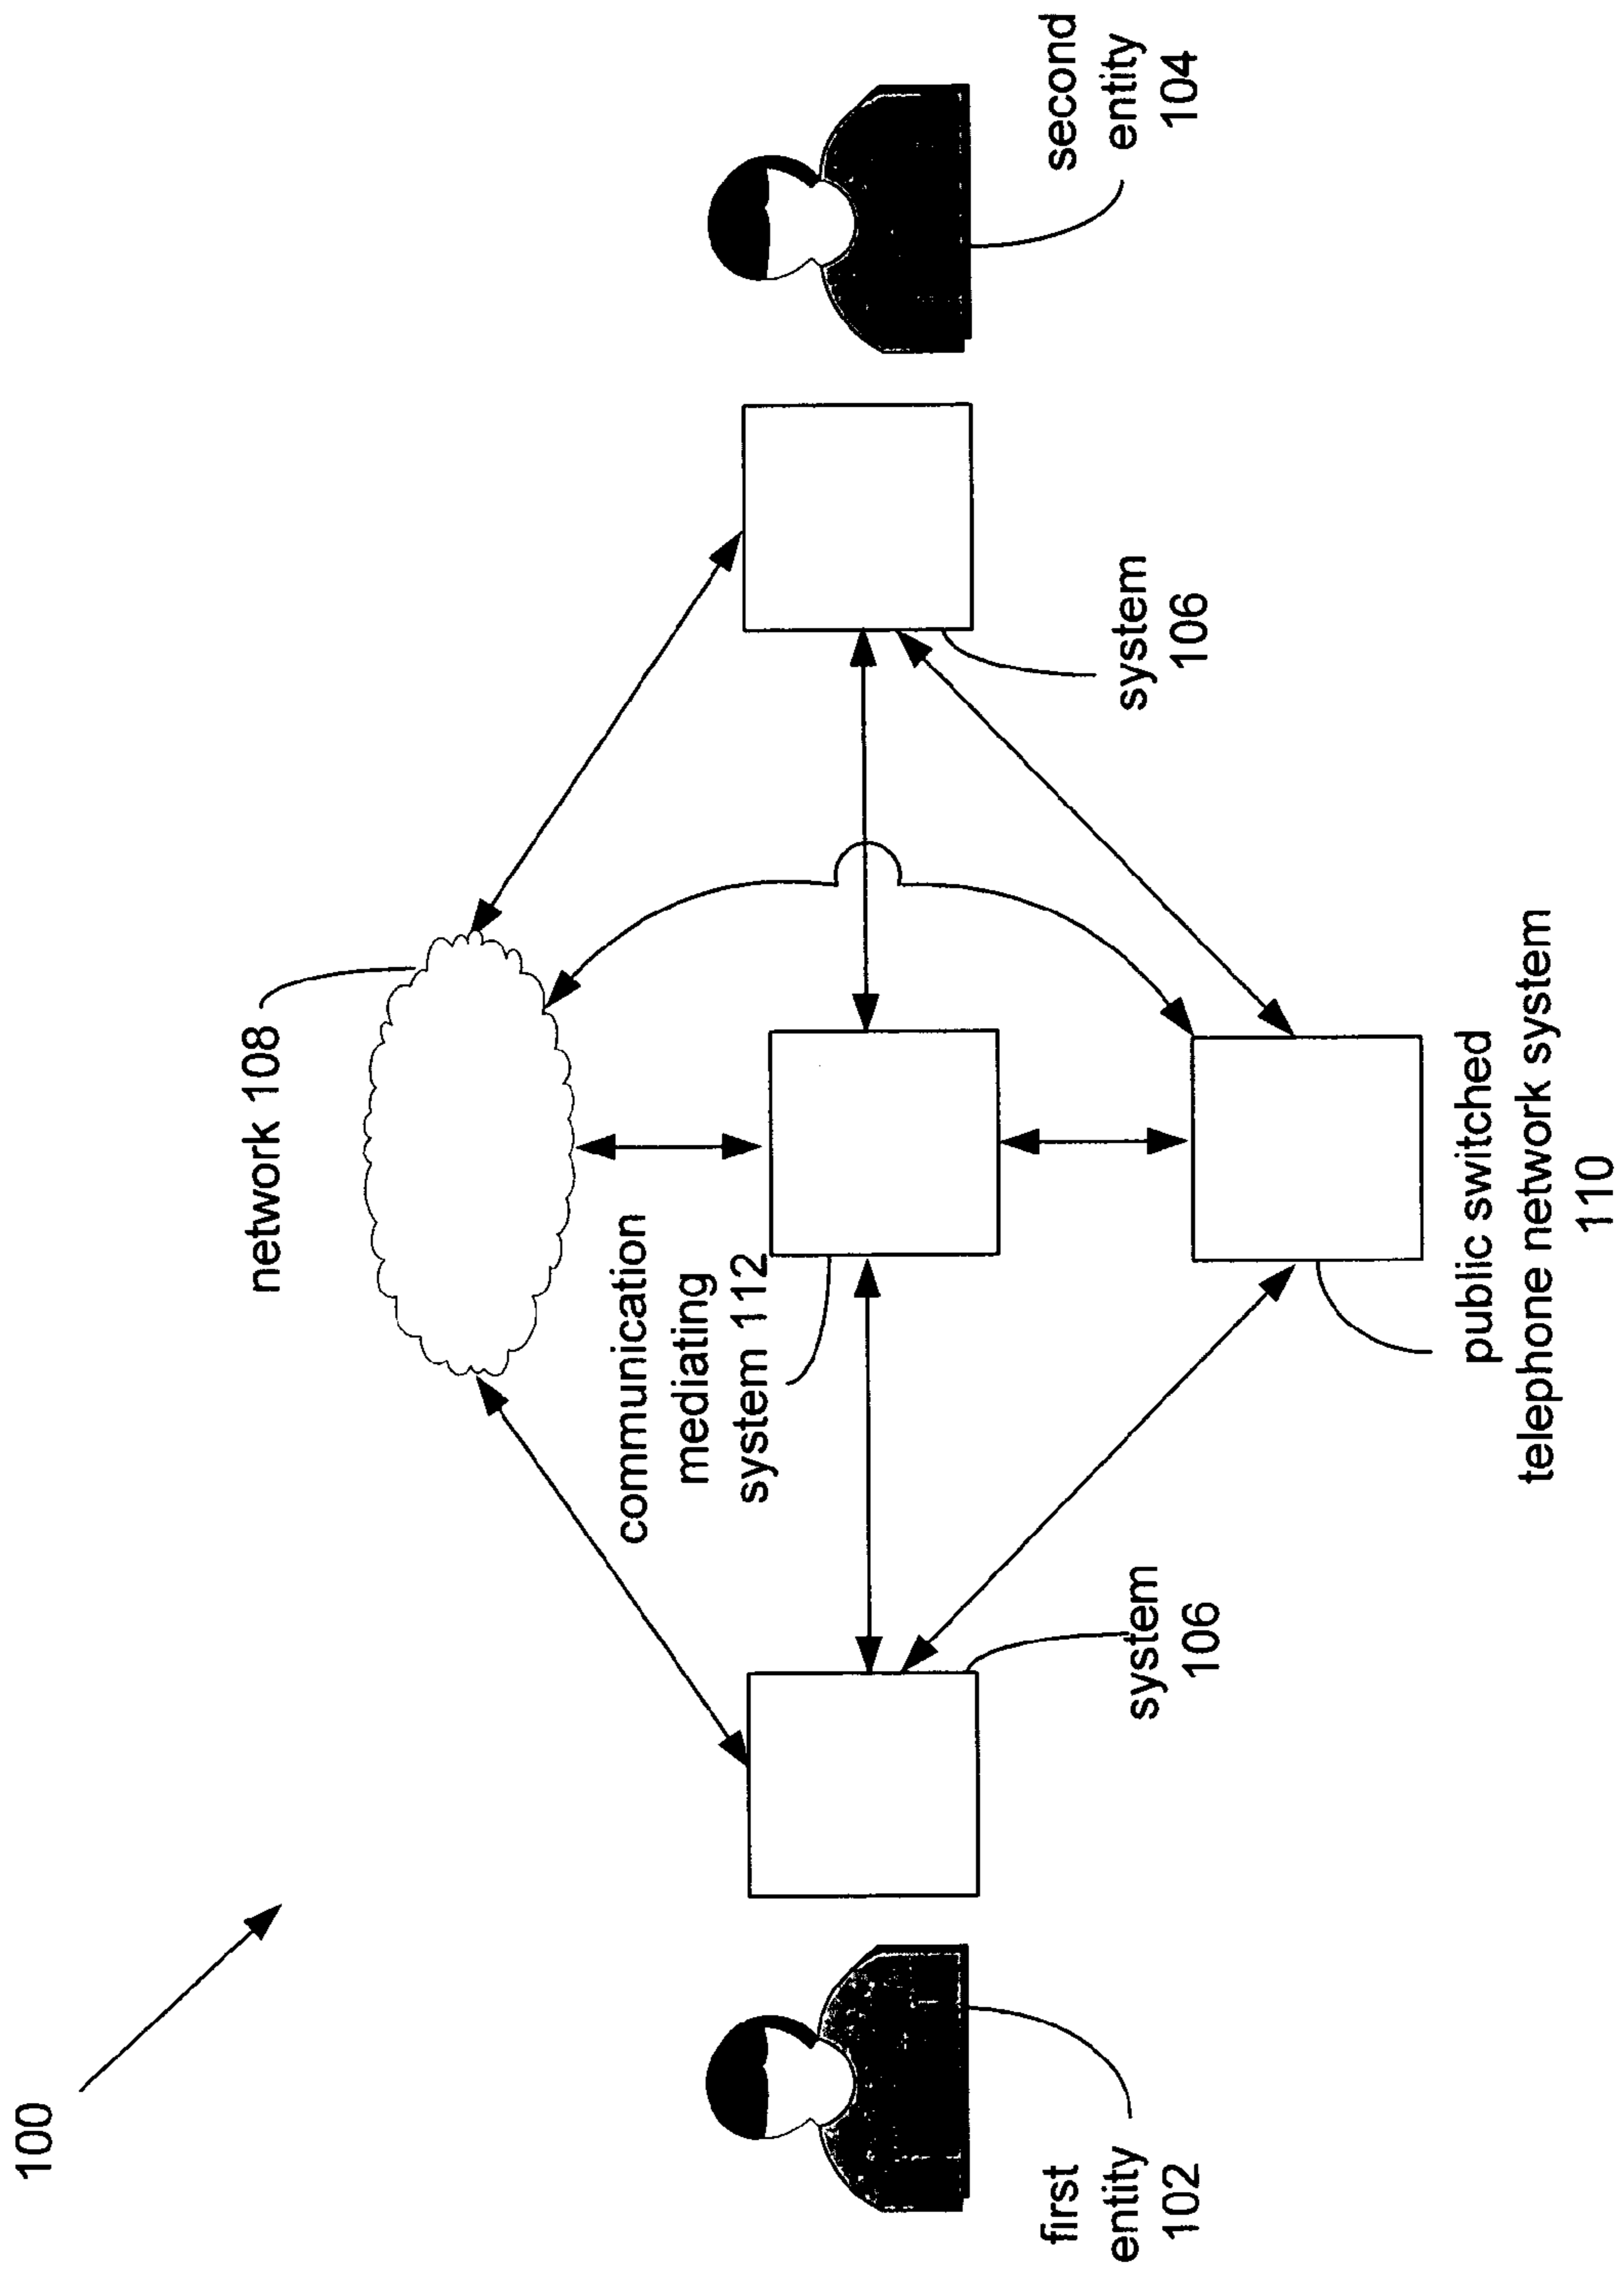 100
network 108
communication
mediating
system 112
first
entity
102
system
106
system
106
second
entity
104
public switched
telephone network system
110